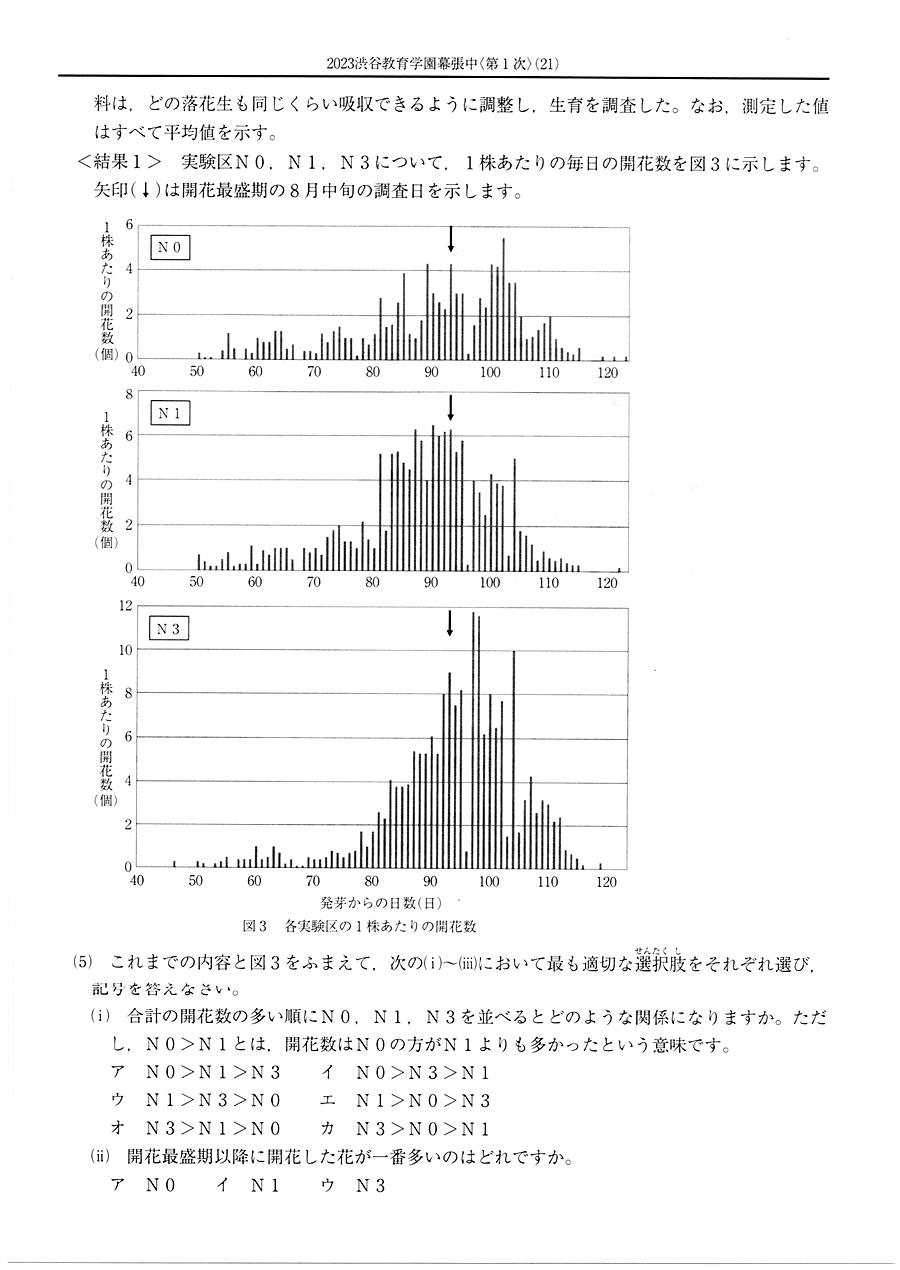 2023渋谷教育学園幕張中〈第1次〉(21)
料は，どの落花生も同じくらい吸収できるように調整し，生育を調査した。なお，測定した値
はすべて平均値を示す。
＜結果1＞　実験区N0，N1，N3について，1株あたりの毎日の開花数を図3に示します。
矢印(↓)は開花最盛期の8月中旬の調査日を示します。
1株あたりの開花数(個)
N0
6
4
2
0
40 50 60 70 80 90 100 110 120
1株あたりの開花数(個)
N1
8
6
4
2
0
40 50 60 70 80 90 100 110 120
1株あたりの開花数(個)
N3
12
10
8
6
4
2
0
40 50 60 70 80 90 100 110 120
発芽からの日数(日)
図3　各実験区の1株あたりの開花数
せんたくし
(5)　これまでの内容と図3をふまえて，次の(i)～(iii)において最も適切な選択肢をそれぞれ選び，
記号を答えなさい。
(i)　合計の開花数の多い順にN0，N1，N3を並べるとどのような関係になりますか。ただ
し，N0＞N1とは，開花数はN0の方がN1よりも多かったという意味です。
ア　N0＞N1＞N3　　イ　N0＞N3＞N1
ウ　N1＞N3＞N0　　エ　N1＞N0＞N3
オ　N3＞N1＞N0　　カ　N3＞N0＞N1
(ii)　開花最盛期以降に開花した花が一番多いのはどれですか。
ア　N0　　イ　N1　　ウ　N3